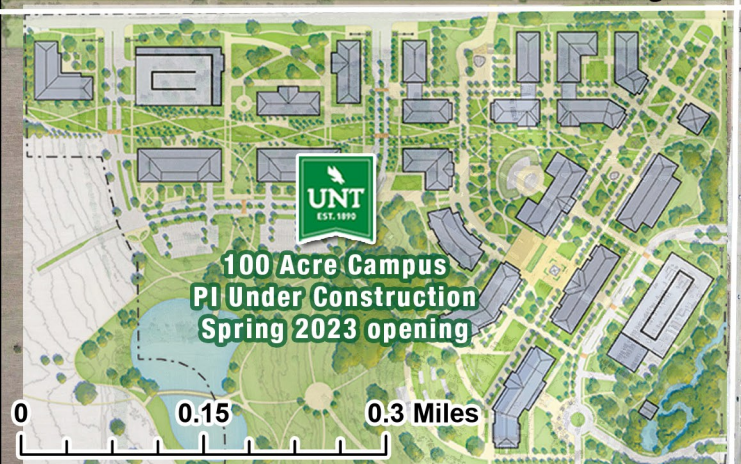 UNT
EST. 1890
100 Acre Campus
PI Under Construction
Spring 2023 opening
0 0.15 0.3 Miles